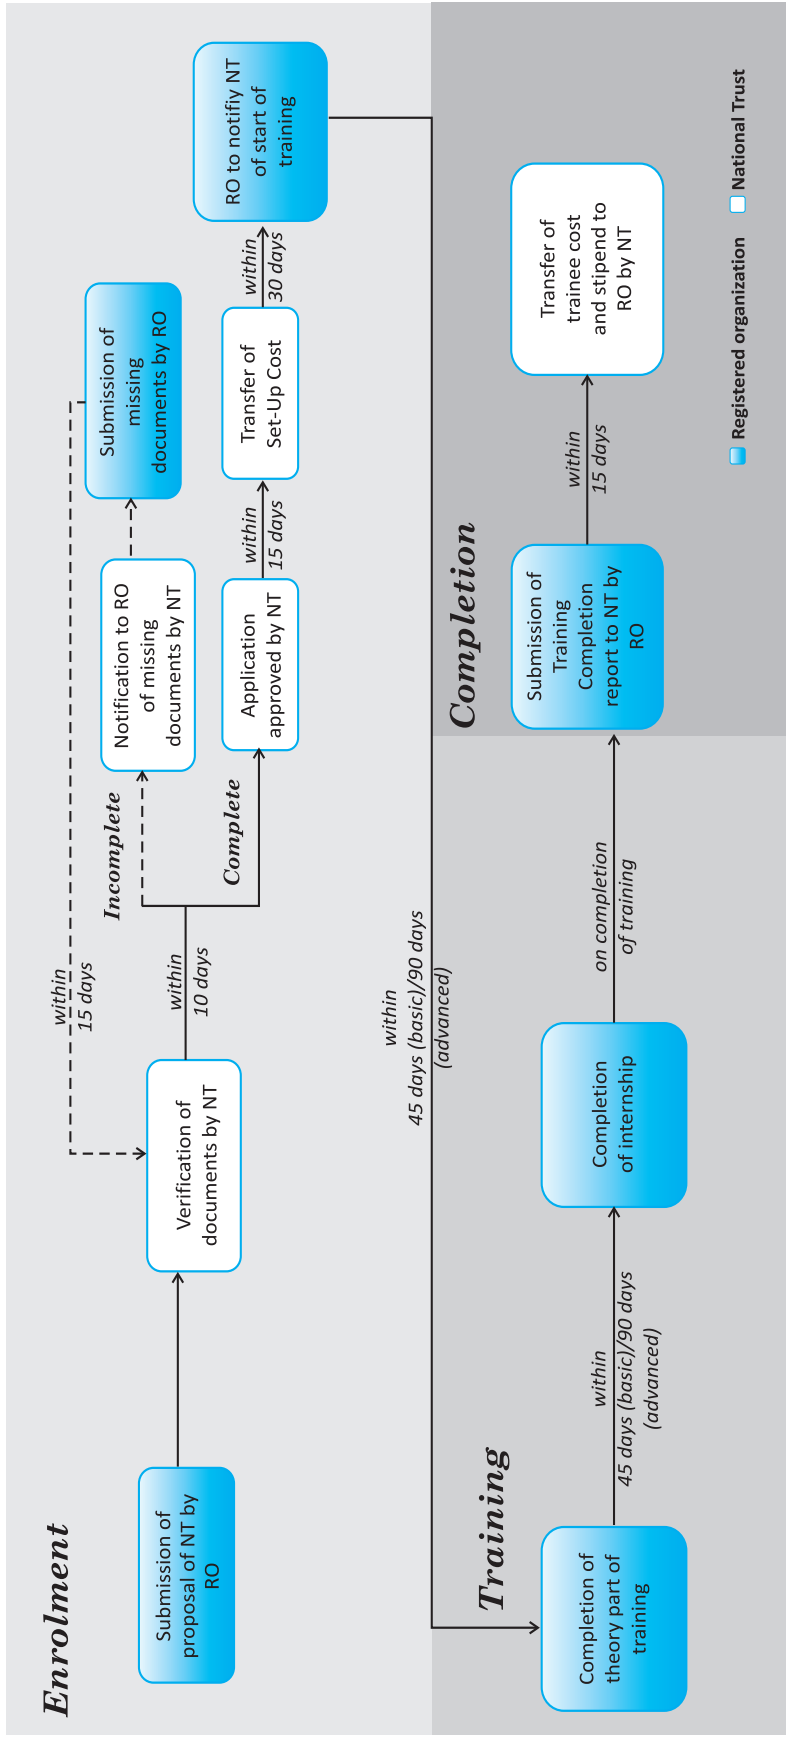 Enrolment
Submission of
proposal of NT by
RO
Verification of
documents by NT
within
10 days
within
15 days
Incomplete
Notification to RO
of missing
documents by NT
Submission of
missing
documents by RO
Complete
Application
approved by NT
within
15 days
Transfer of
Set-Up Cost
within
30 days
RO to notifiy NT
of start of
training
within
45 days (basic)/90 days
(advanced)
Training
Completion of
theory part of
training
within
45 days (basic)/90 days
(advanced)
Completion
of internship
on completion
of training
Completion
Submission of
Training
Completion
report to NT by
RO
within
15 days
Transfer of
trainee cost
and stipend to
RO by NT
Registered organization
National Trust